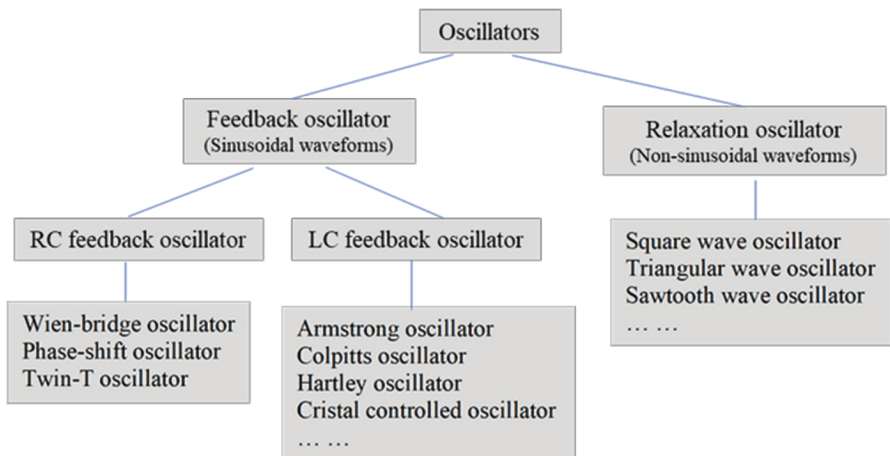 Oscillators
Feedback oscillator
(Sinusoidal waveforms)
Relaxation oscillator
(Non-sinusoidal waveforms)
RC feedback oscillator
LC feedback oscillator
Square wave oscillator
Triangular wave oscillator
Sawtooth wave oscillator
… …
Wien-bridge oscillator
Phase-shift oscillator
Twin-T oscillator
Armstrong oscillator
Colpitts oscillator
Hartley oscillator
Cristal controlled oscillator
… …